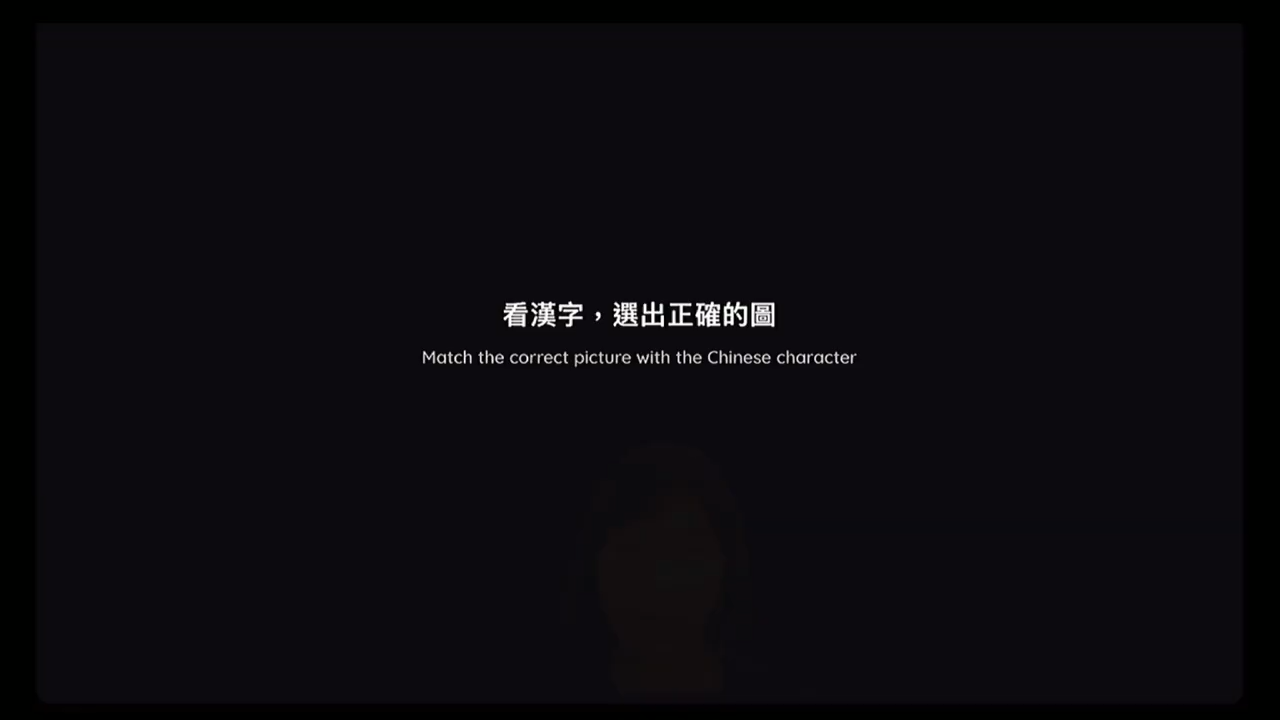 看漢字，選出正確的圖
Match the correct picture with the Chinese character